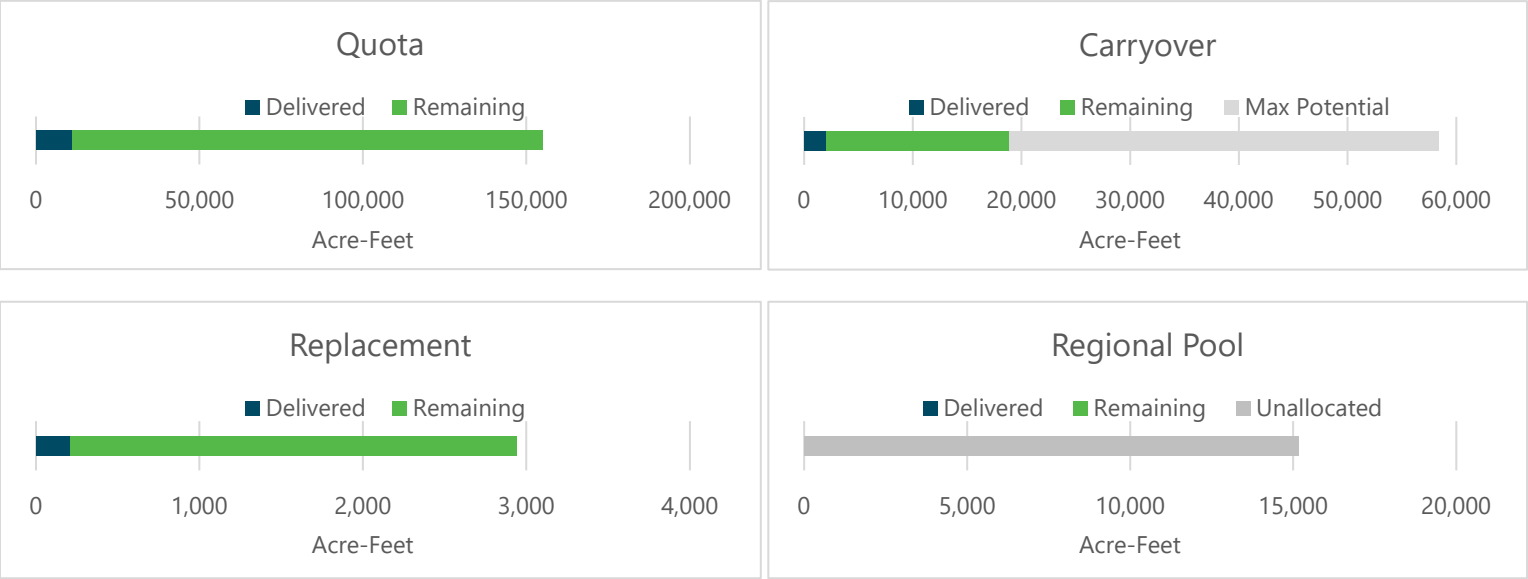 Quota
Delivered Remaining
0 50,000 100,000 150,000 200,000
Acre-Feet
Carryover
Delivered Remaining Max Potential
0 10,000 20,000 30,000 40,000 50,000 60,000
Acre-Feet
Replacement
Delivered Remaining
0 1,000 2,000 3,000 4,000
Acre-Feet
Regional Pool
Delivered Remaining Unallocated
0 5,000 10,000 15,000 20,000
Acre-Feet